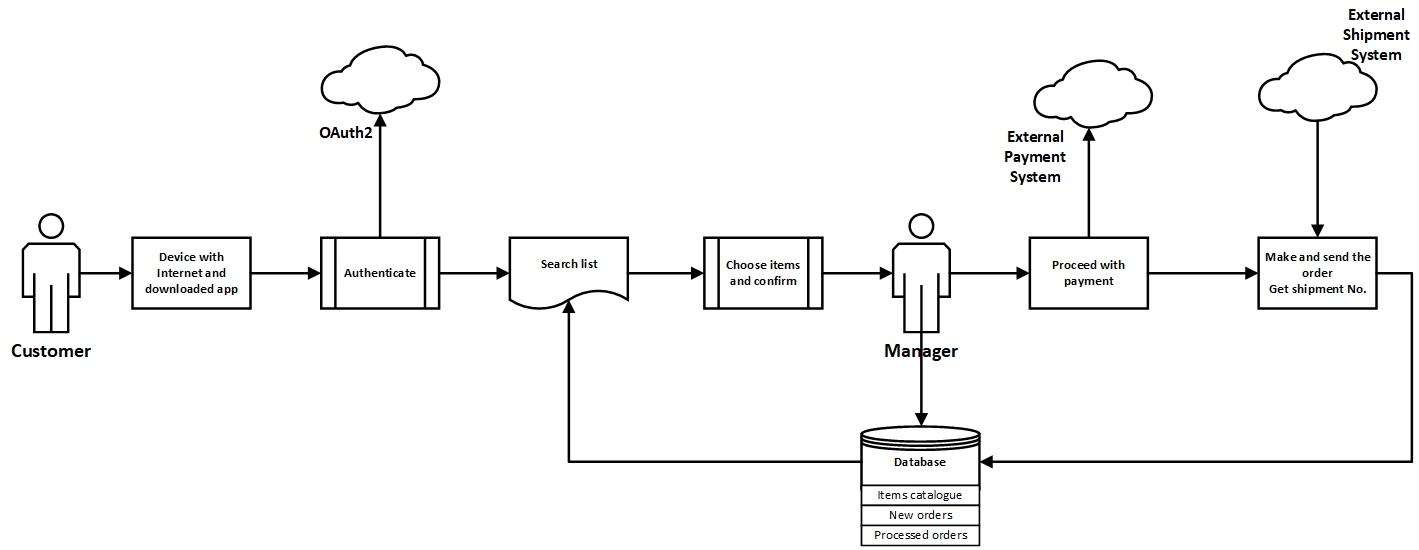 External
Shipment
System
OAuth2
External
Payment
System
Device with
Internet and
downloaded app
Authenticate
Search list
Choose items
and confirm
Proceed with
payment
Make and send the
order
Get shipment No.
Customer
Manager
Database
Items catalogue
New orders
Processed orders